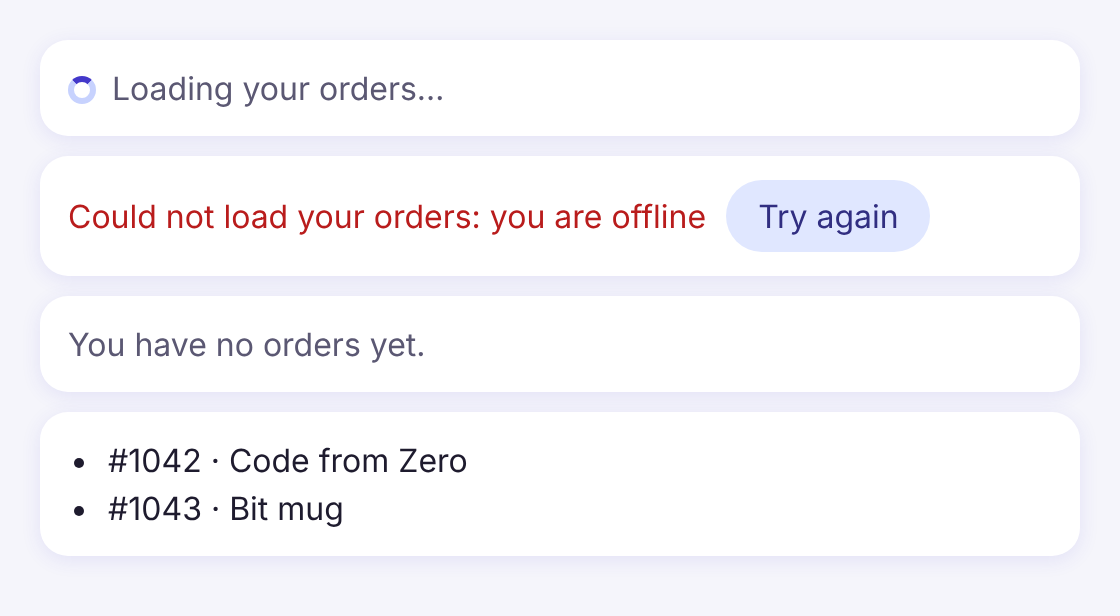 Loading your orders...
Could not load your orders: you are offline Try again
You have no orders yet.
• #1042 · Code from Zero
• #1043 · Bit mug